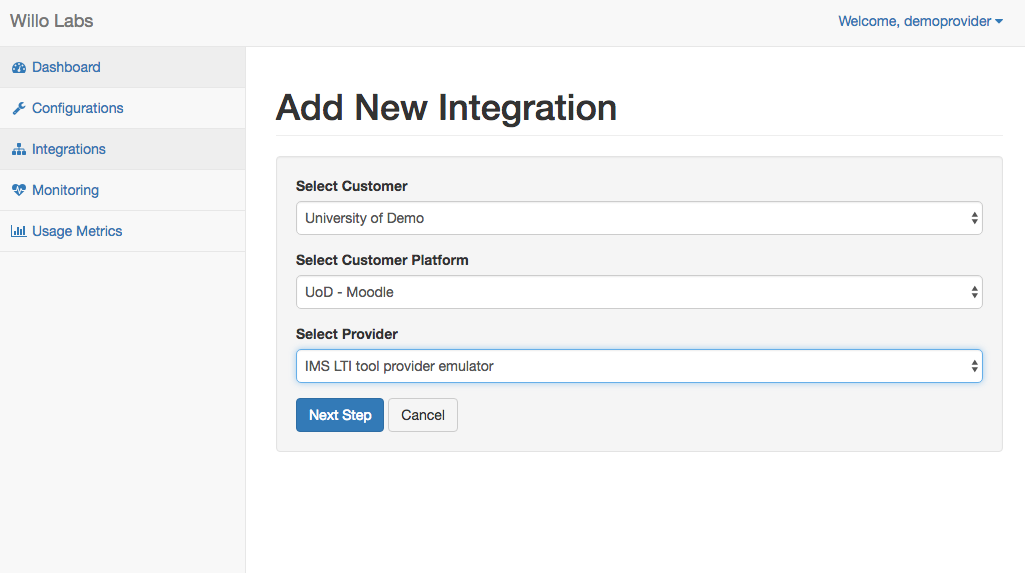 Willo Labs
Welcome, demoprovider
Dashboard
Configurations
Integrations
Monitoring
Usage Metrics
Add New Integration
Select Customer
University of Demo
Select Customer Platform
UoD - Moodle
Select Provider
IMS LTI tool provider emulator
Next Step Cancel